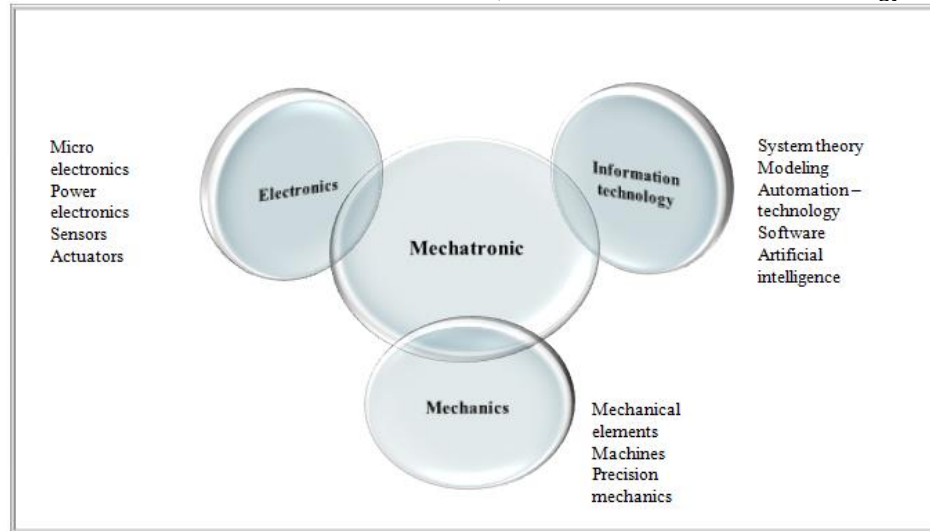 Micro
electronics
Power
electronics
Sensors
Actuators
Electronics
Information
technology
System theory
Modeling
Automation –
technology
Software
Artificial
intelligence
Mechatronic
Mechanics
Mechanical
elements
Machines
Precision
mechanics